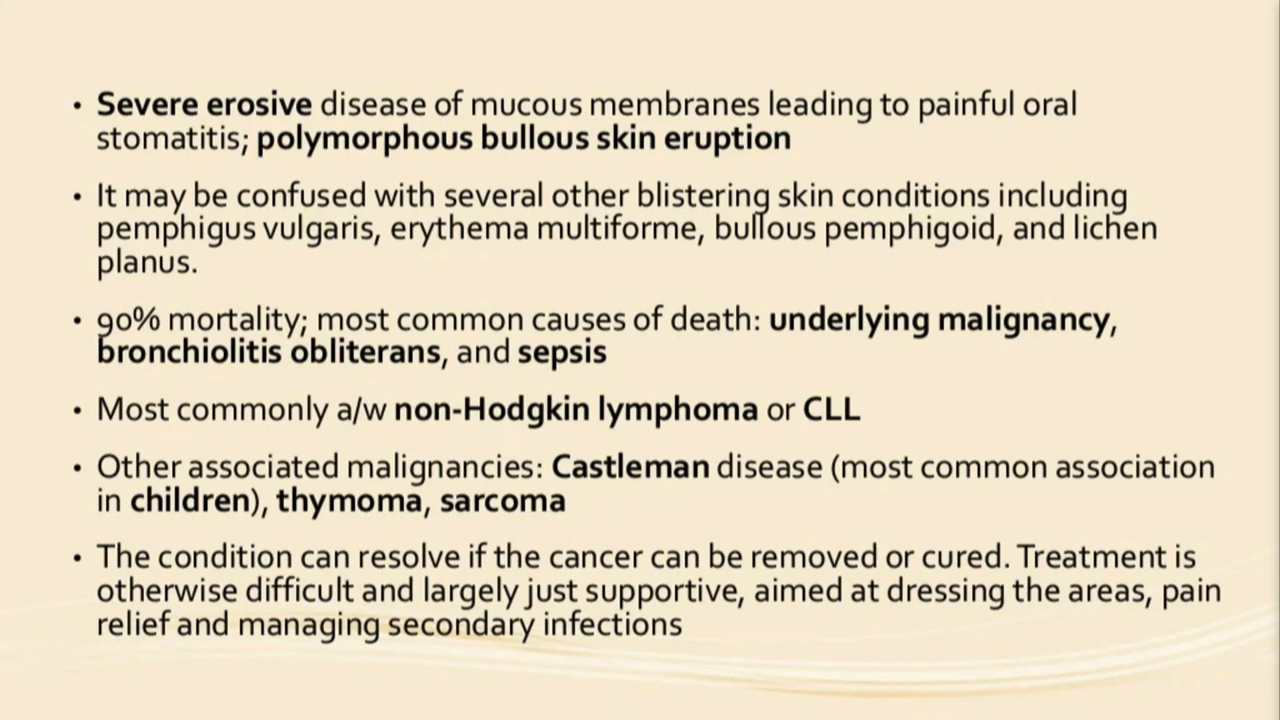 • Severe erosive disease of mucous membranes leading to painful oral
stomatitis; polymorphous bullous skin eruption
• It may be confused with several other blistering skin conditions including
pemphigus vulgaris, erythema multiforme, bullous pemphigoid, and lichen
planus.
• 90% mortality; most common causes of death: underlying malignancy,
bronchiolitis obliterans, and sepsis
• Most commonly a/w non-Hodgkin lymphoma or CLL
• Other associated malignancies: Castleman disease (most common association
in children), thymoma, sarcoma
• The condition can resolve if the cancer can be removed or cured. Treatment is
otherwise difficult and largely just supportive, aimed at dressing the areas, pain
relief and managing secondary infections